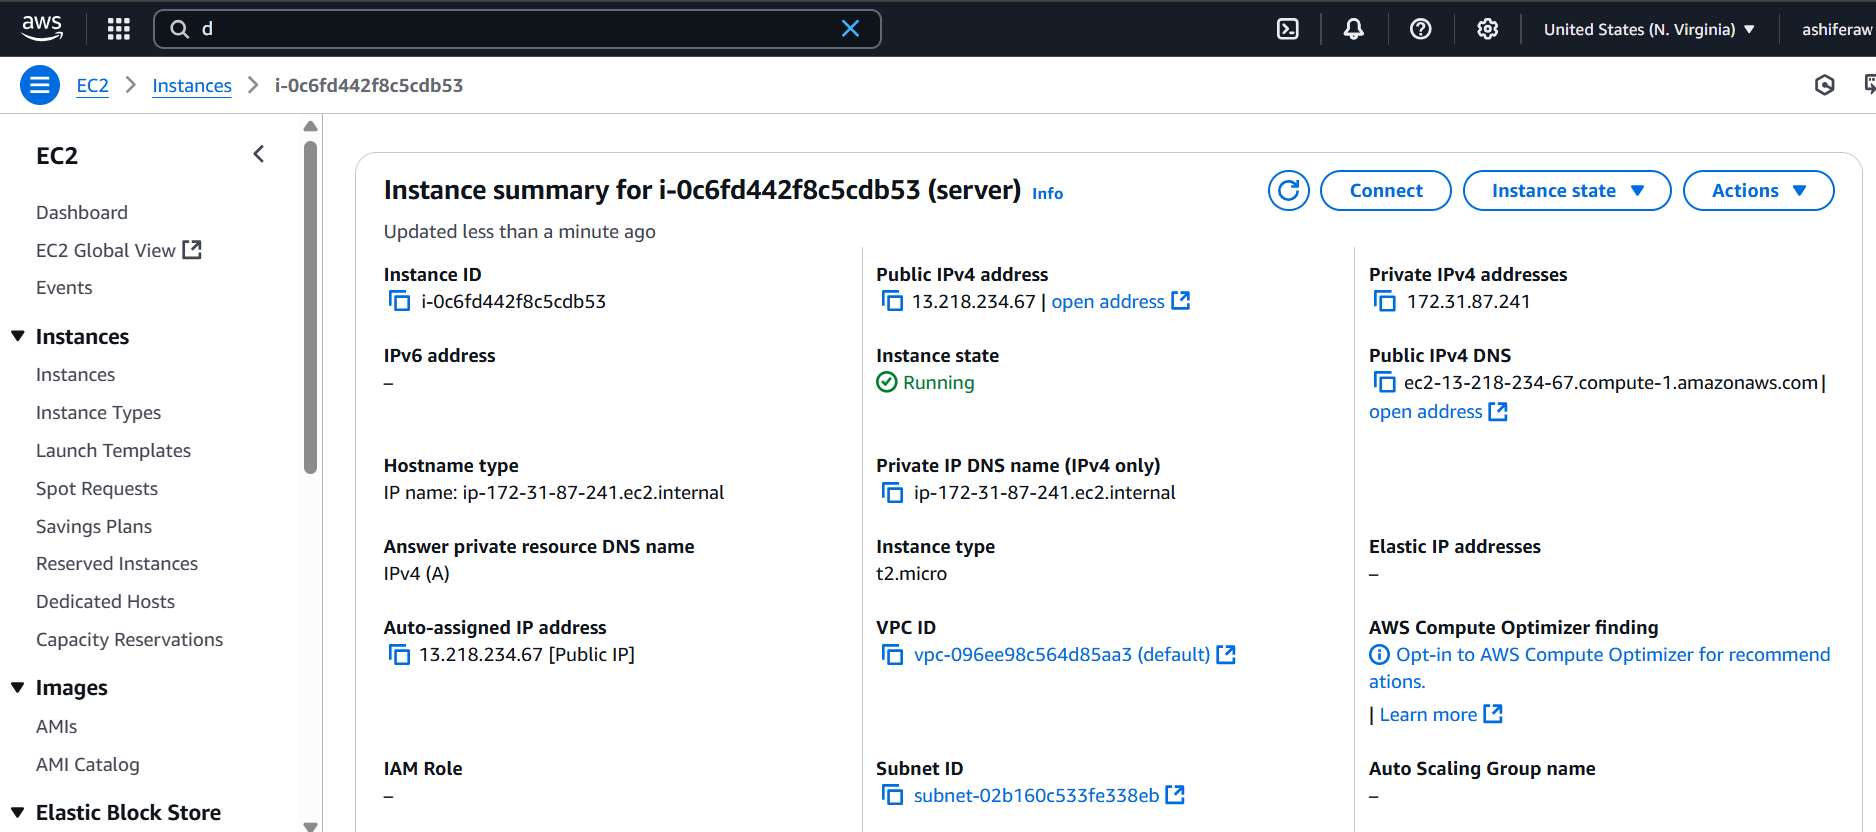 aws
d
United States (N. Virginia)
ashiferaw
EC2
Instances
i-0c6fd442f8c5cdb53
EC2
Dashboard
EC2 Global View
Events
Instances
Instances
Instance Types
Launch Templates
Spot Requests
Savings Plans
Reserved Instances
Dedicated Hosts
Capacity Reservations
Images
AMIs
AMI Catalog
Elastic Block Store
Instance summary for i-0c6fd442f8c5cdb53 (server) Info
Updated less than a minute ago
Connect
Instance state
Actions
Instance ID
i-0c6fd442f8c5cdb53
Public IPv4 address
13.218.234.67 | open address
Private IPv4 addresses
172.31.87.241
IPv6 address
–
Instance state
Running
Public IPv4 DNS
ec2-13-218-234-67.compute-1.amazonaws.com |
open address
Hostname type
IP name: ip-172-31-87-241.ec2.internal
Private IP DNS name (IPv4 only)
ip-172-31-87-241.ec2.internal
Answer private resource DNS name
IPv4 (A)
Instance type
t2.micro
Elastic IP addresses
–
Auto-assigned IP address
13.218.234.67 [Public IP]
VPC ID
vpc-096ee98c564d85aa3 (default)
AWS Compute Optimizer finding
Opt-in to AWS Compute Optimizer for recommend
ations.
| Learn more
IAM Role
–
Subnet ID
subnet-02b160c533fe338eb
Auto Scaling Group name
–